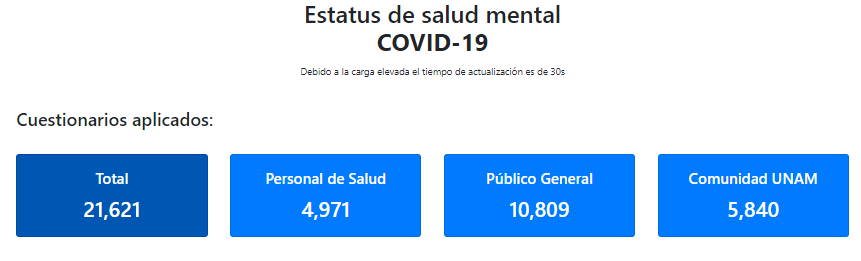 Estatus de salud mental
COVID-19
Debido a la carga elevada el tiempo de actualización es de 30s
Cuestionarios aplicados:
Total
21,621
Personal de Salud
4,971
Público General
10,809
Comunidad UNAM
5,840